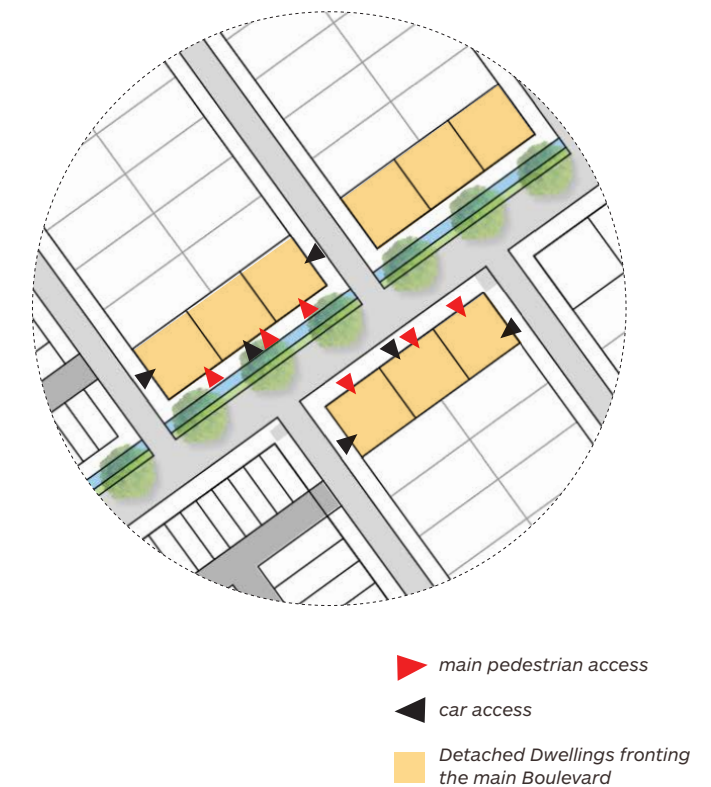 main pedestrian access
car access
Detached Dwellings fronting
the main Boulevard